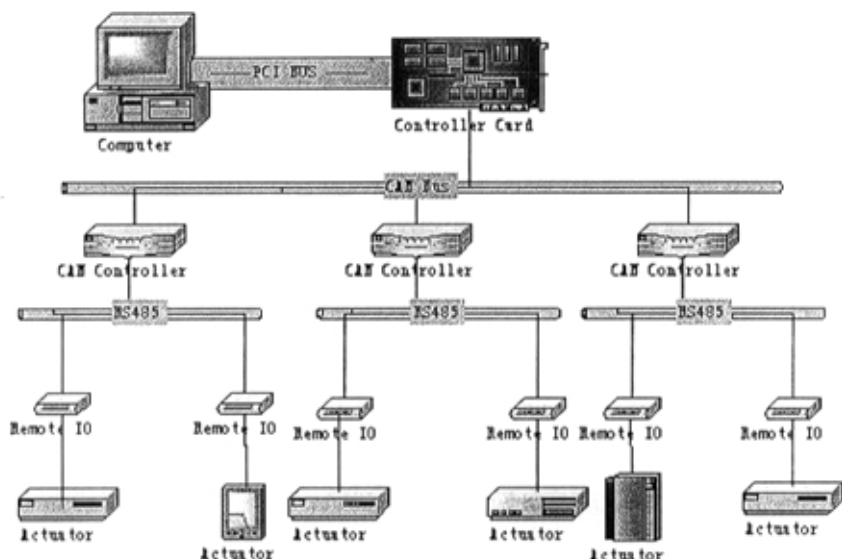 PCI BUS
Computer
Controller Card
CAN Bus
CAN Controller
CAN Controller
CAN Controller
RS485
RS485
RS485
Remote IO
Remote IO
Remote IO
Remote IO
Remote IO
Remote IO
Actuator
Actuator
Actuator
Actuator
Actuator
Actuator